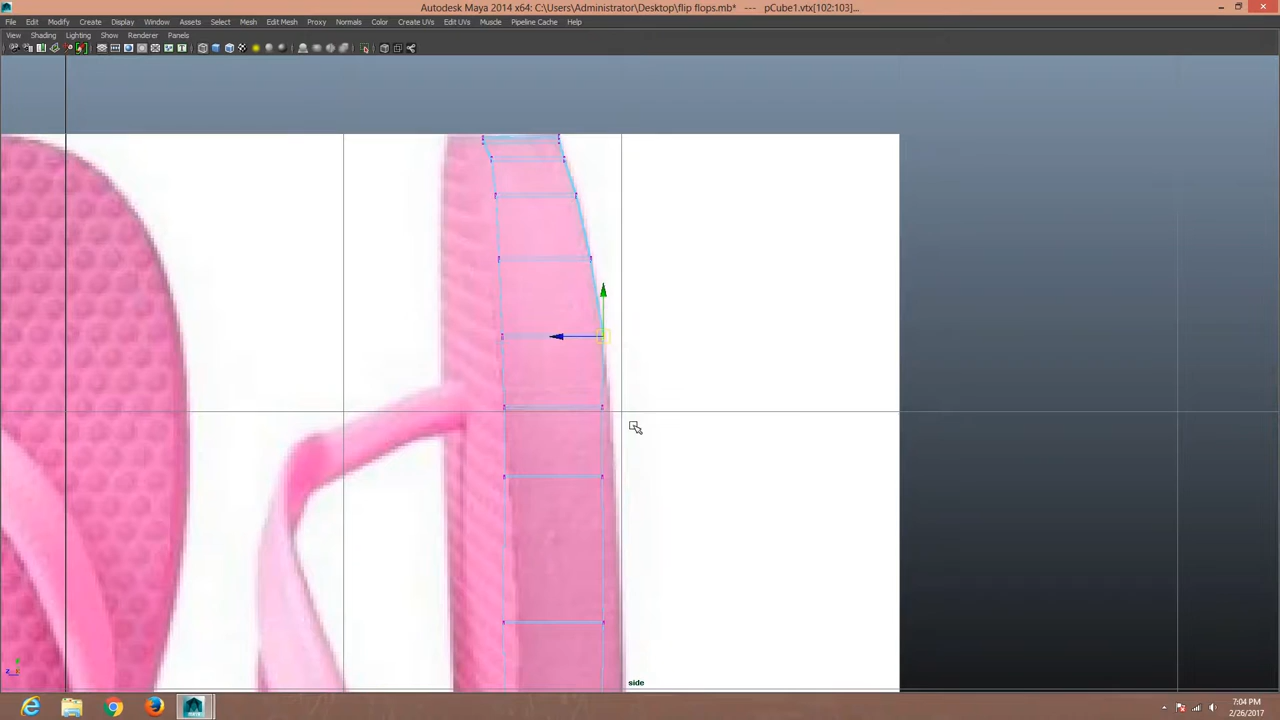 Autodesk Maya 2014 x64: C:\Users\Administrator\Desktop\flip flops.mb* --- pCube1.vtx[102:103]...
File Edit Modify Create Display Window Assets Select Mesh Edit Mesh Proxy Normals Color Create UVs Edit UVs Muscle Pipeline Cache Help
View Shading Lighting Show Renderer Panels
side
7:04 PM
2/26/2017